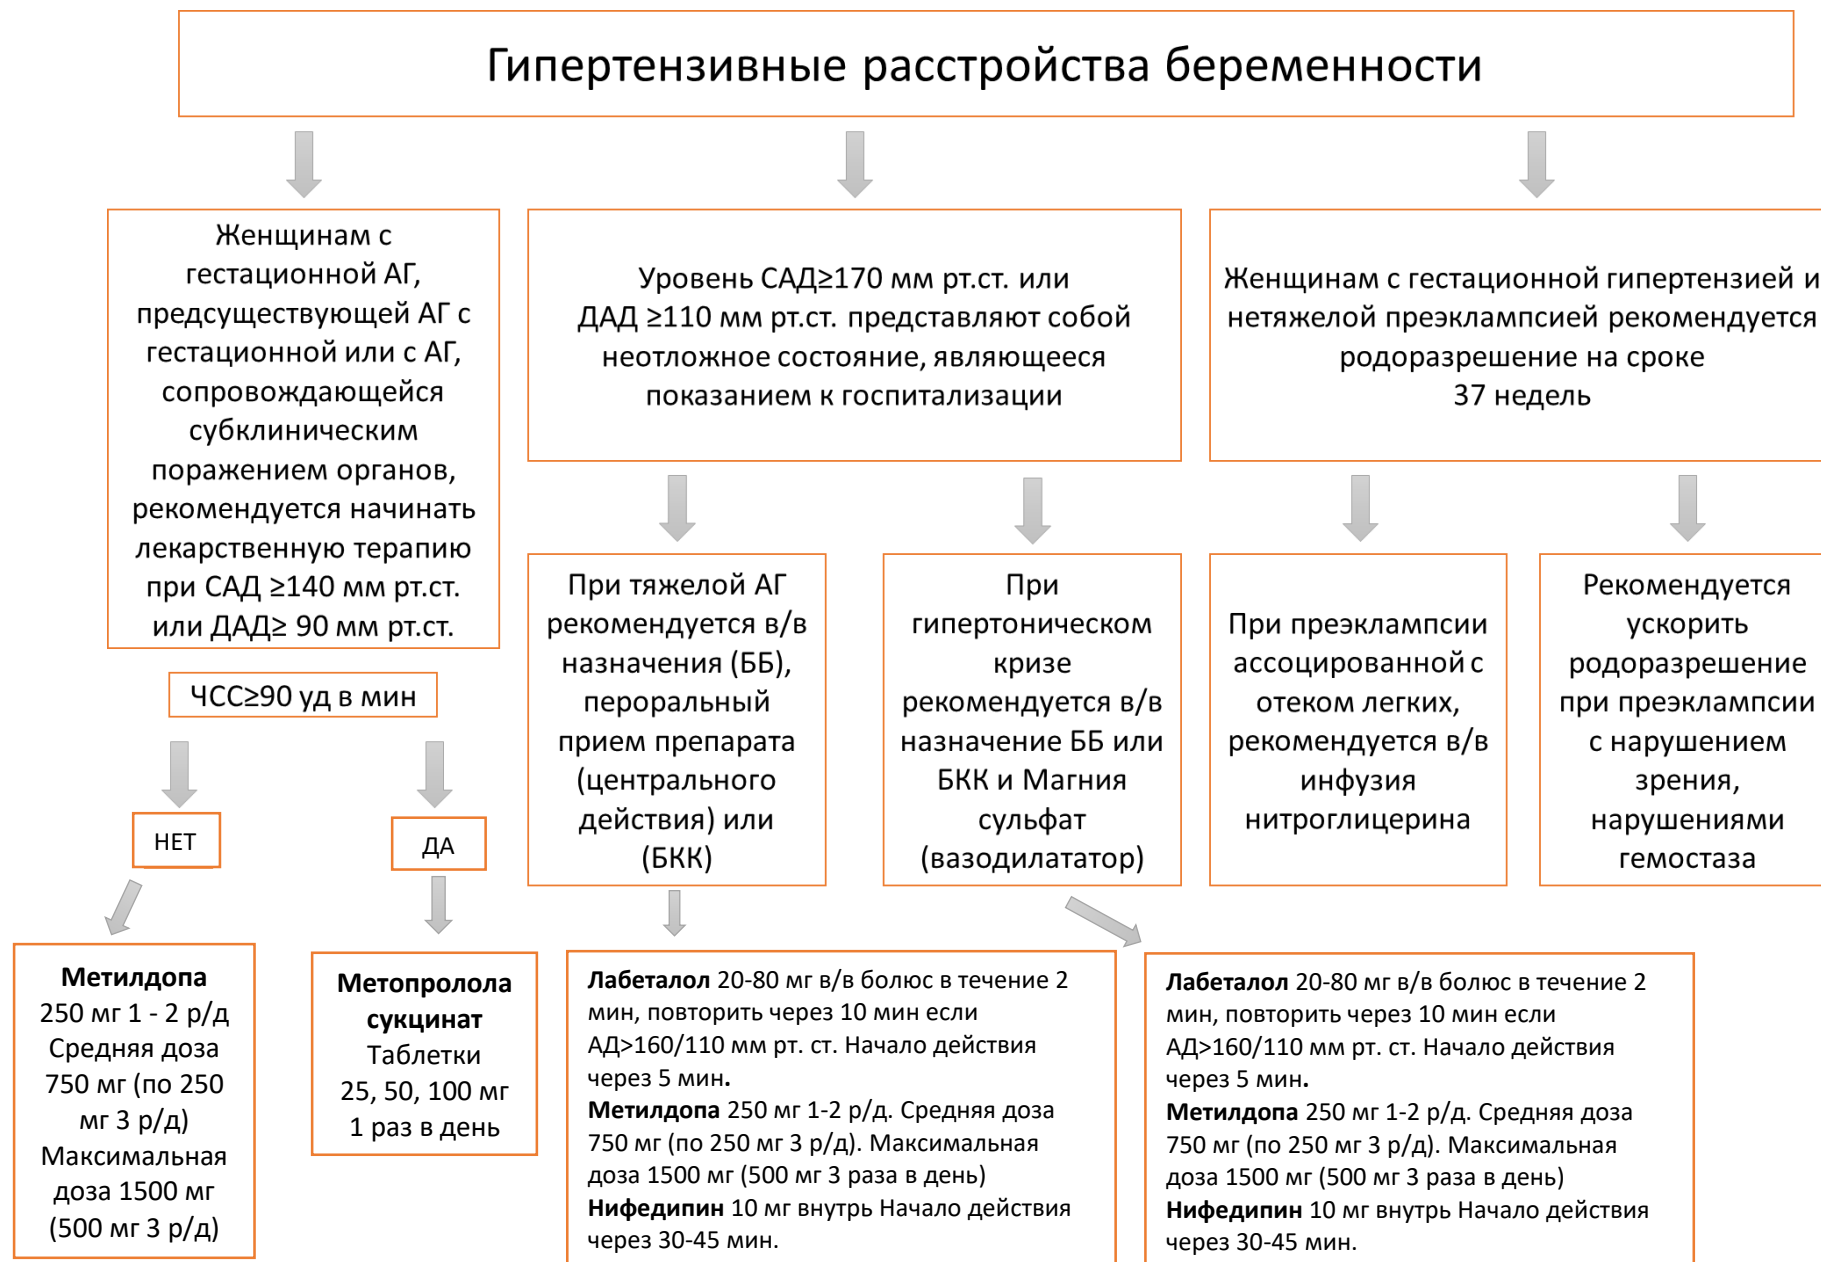 Гипертензивные расстройства беременности
Женщинам с
гестационной АГ,
предсуществующей АГ с
гестационной или с АГ,
сопровождающейся
субклиническим
поражением органов,
рекомендуется начинать
лекарственную терапию
при САД ≥140 мм рт.ст.
или ДАД≥ 90 мм рт.ст.
ЧСС≥90 уд в мин
НЕТ
ДА
Метилдопа
250 мг 1 - 2 р/д
Средняя доза
750 мг (по 250
мг 3 р/д)
Максимальная
доза 1500 мг
(500 мг 3 р/д)
Метопролола
сукцинат
Таблетки
25, 50, 100 мг
1 раз в день
Уровень САД≥170 мм рт.ст. или
ДАД ≥110 мм рт.ст. представляют собой
неотложное состояние, являющееся
показанием к госпитализации
При тяжелой АГ
рекомендуется в/в
назначения (ББ),
пероральный
прием препарата
(центрального
действия) или
(БКК)
При
гипертоническом
кризе
рекомендуется в/в
назначение ББ или
БКК и Магния
сульфат
(вазодилататор)
Лабеталол 20-80 мг в/в болюс в течение 2
мин, повторить через 10 мин если
АД>160/110 мм рт. ст. Начало действия
через 5 мин.
Метилдопа 250 мг 1-2 р/д. Средняя доза
750 мг (по 250 мг 3 р/д). Максимальная
доза 1500 мг (500 мг 3 раза в день)
Нифедипин 10 мг внутрь Начало действия
через 30-45 мин.
Лабеталол 20-80 мг в/в болюс в течение 2
мин, повторить через 10 мин если
АД>160/110 мм рт. ст. Начало действия
через 5 мин.
Метилдопа 250 мг 1-2 р/д. Средняя доза
750 мг (по 250 мг 3 р/д). Максимальная
доза 1500 мг (500 мг 3 раза в день)
Нифедипин 10 мг внутрь Начало действия
через 30-45 мин.
Женщинам с гестационной гипертензией и
нетяжелой преэклампсией рекомендуется
родоразрешение на сроке
37 недель
При преэклампсии
ассоцированной с
отеком легких,
рекомендуется в/в
инфузия
нитроглицерина
Рекомендуется
ускорить
родоразрешение
при преэклампсии
с нарушением
зрения,
нарушениями
гемостаза